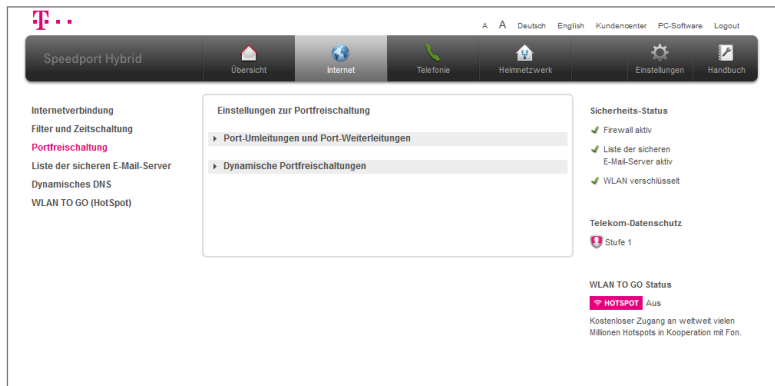 T
A A Deutsch English Kundencenter PC-Software Logout
Speedport Hybrid
Übersicht
Internet
Telefonie
Heimnetzwerk
Einstellungen
Handbuch
Internetverbindung
Filter und Zeitschaltung
Portfreischaltung
Liste der sicheren E-Mail-Server
Dynamisches DNS
WLAN TO GO (HotSpot)
Einstellungen zur Portfreischaltung
Port-Umleitungen und Port-Weiterleitungen
Dynamische Portfreischaltungen
Sicherheits-Status
Firewall aktiv
Liste der sicheren
E-Mail-Server aktiv
WLAN verschlüsselt
Telekom-Datenschutz
Stufe 1
WLAN TO GO Status
HOTSPOT Aus
Kostenloser Zugang an weltweit vielen
Millionen Hotspots in Kooperation mit Fon.